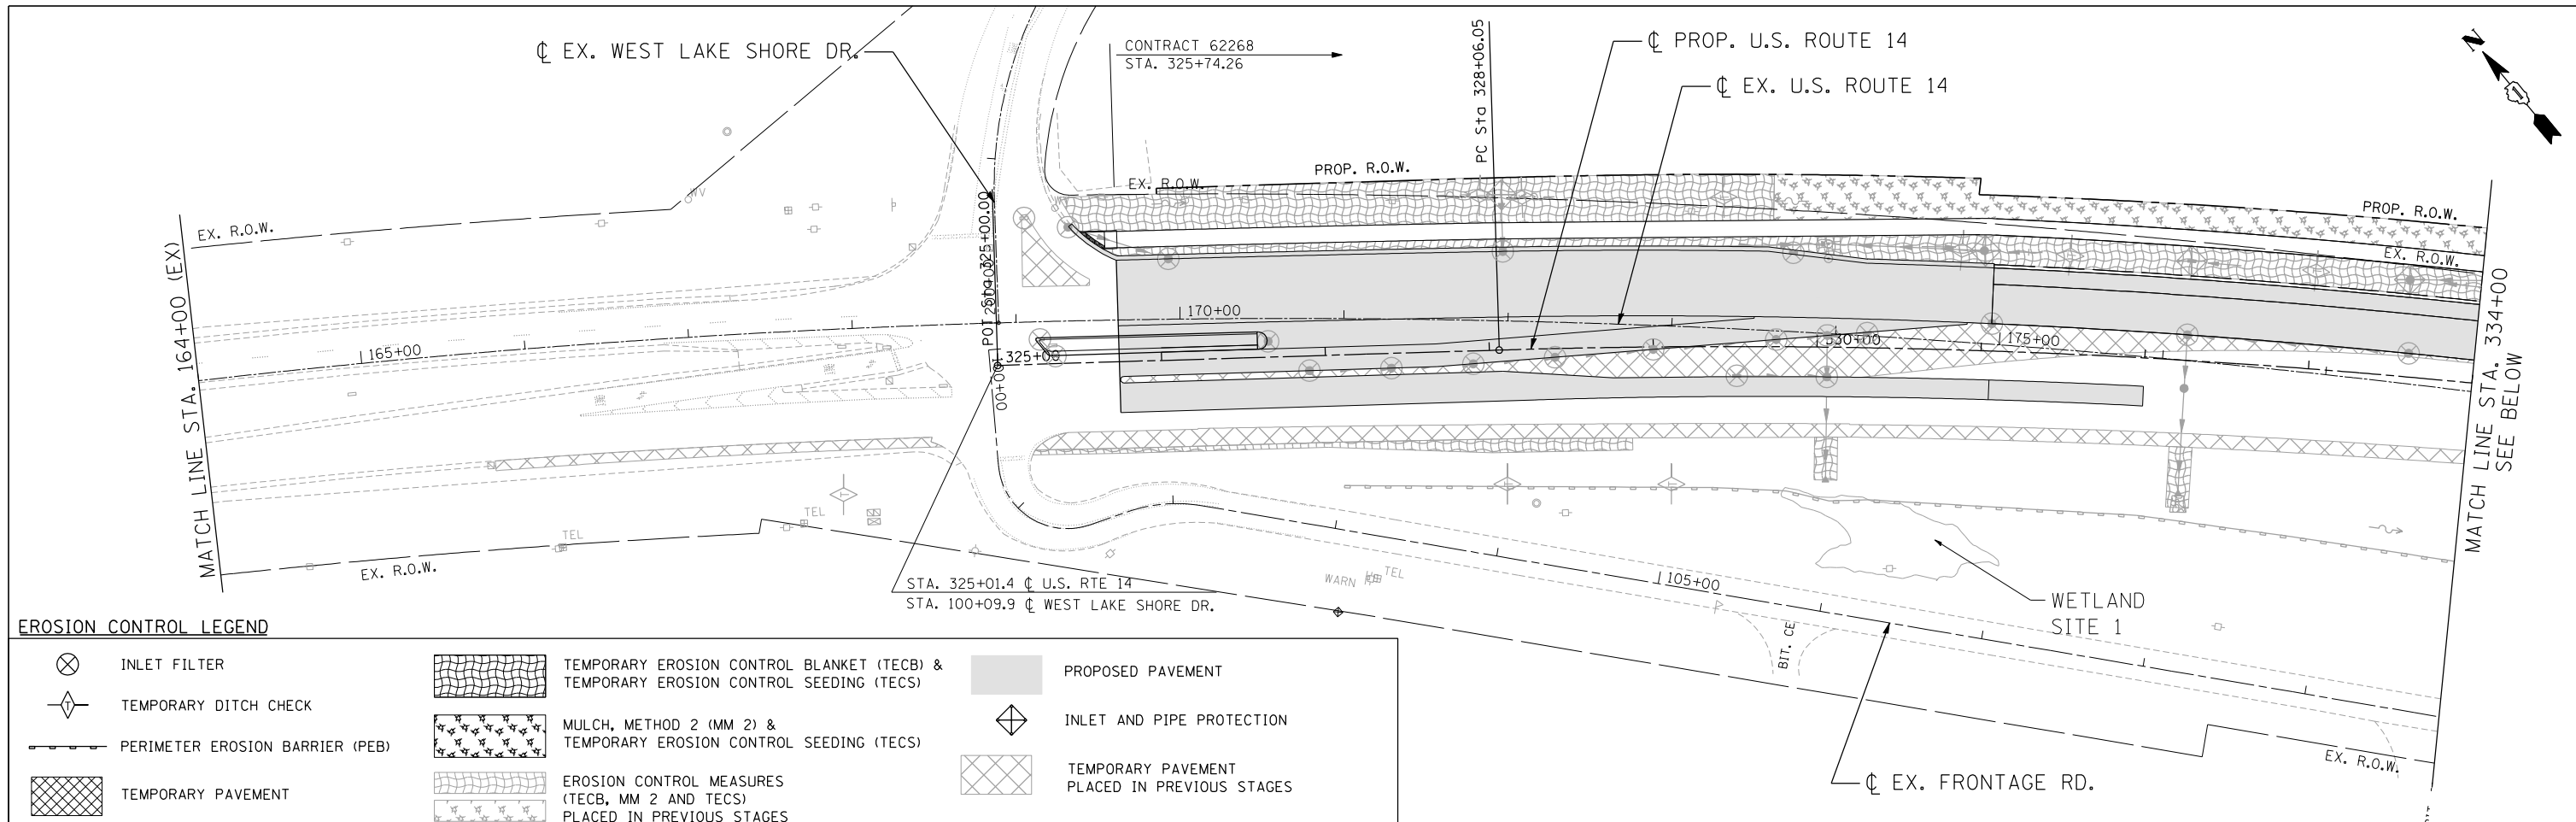 ℄ EX. WEST LAKE SHORE DR.
CONTRACT 62268
STA. 325+74.26
PC Sta 328+06.05
℄ PROP. U.S. ROUTE 14
℄ EX. U.S. ROUTE 14
N
EX. R.O.W.
WV
EX. R.O.W.
PROP. R.O.W.
PROP. R.O.W.
EX. R.O.W.
MATCH LINE STA. 164+00 (EX)
165+00
POT Sta 325+00.00
170+00
325+00
330+00
175+00
MATCH LINE STA. 334+00
SEE BELOW
TEL
TEL
EX. R.O.W.
STA. 325+01.4 ℄ U.S. RTE 14
STA. 100+09.9 ℄ WEST LAKE SHORE DR.
WARN
TEL
105+00
BIT. CE
WETLAND
SITE 1
℄ EX. FRONTAGE RD.
EX. R.O.W.
EROSION CONTROL LEGEND
INLET FILTER
T
TEMPORARY DITCH CHECK
PERIMETER EROSION BARRIER (PEB)
TEMPORARY PAVEMENT
TEMPORARY EROSION CONTROL BLANKET (TECB) &
TEMPORARY EROSION CONTROL SEEDING (TECS)
MULCH, METHOD 2 (MM 2) &
TEMPORARY EROSION CONTROL SEEDING (TECS)
EROSION CONTROL MEASURES
(TECB, MM 2 AND TECS)
PLACED IN PREVIOUS STAGES
PROPOSED PAVEMENT
INLET AND PIPE PROTECTION
TEMPORARY PAVEMENT
PLACED IN PREVIOUS STAGES